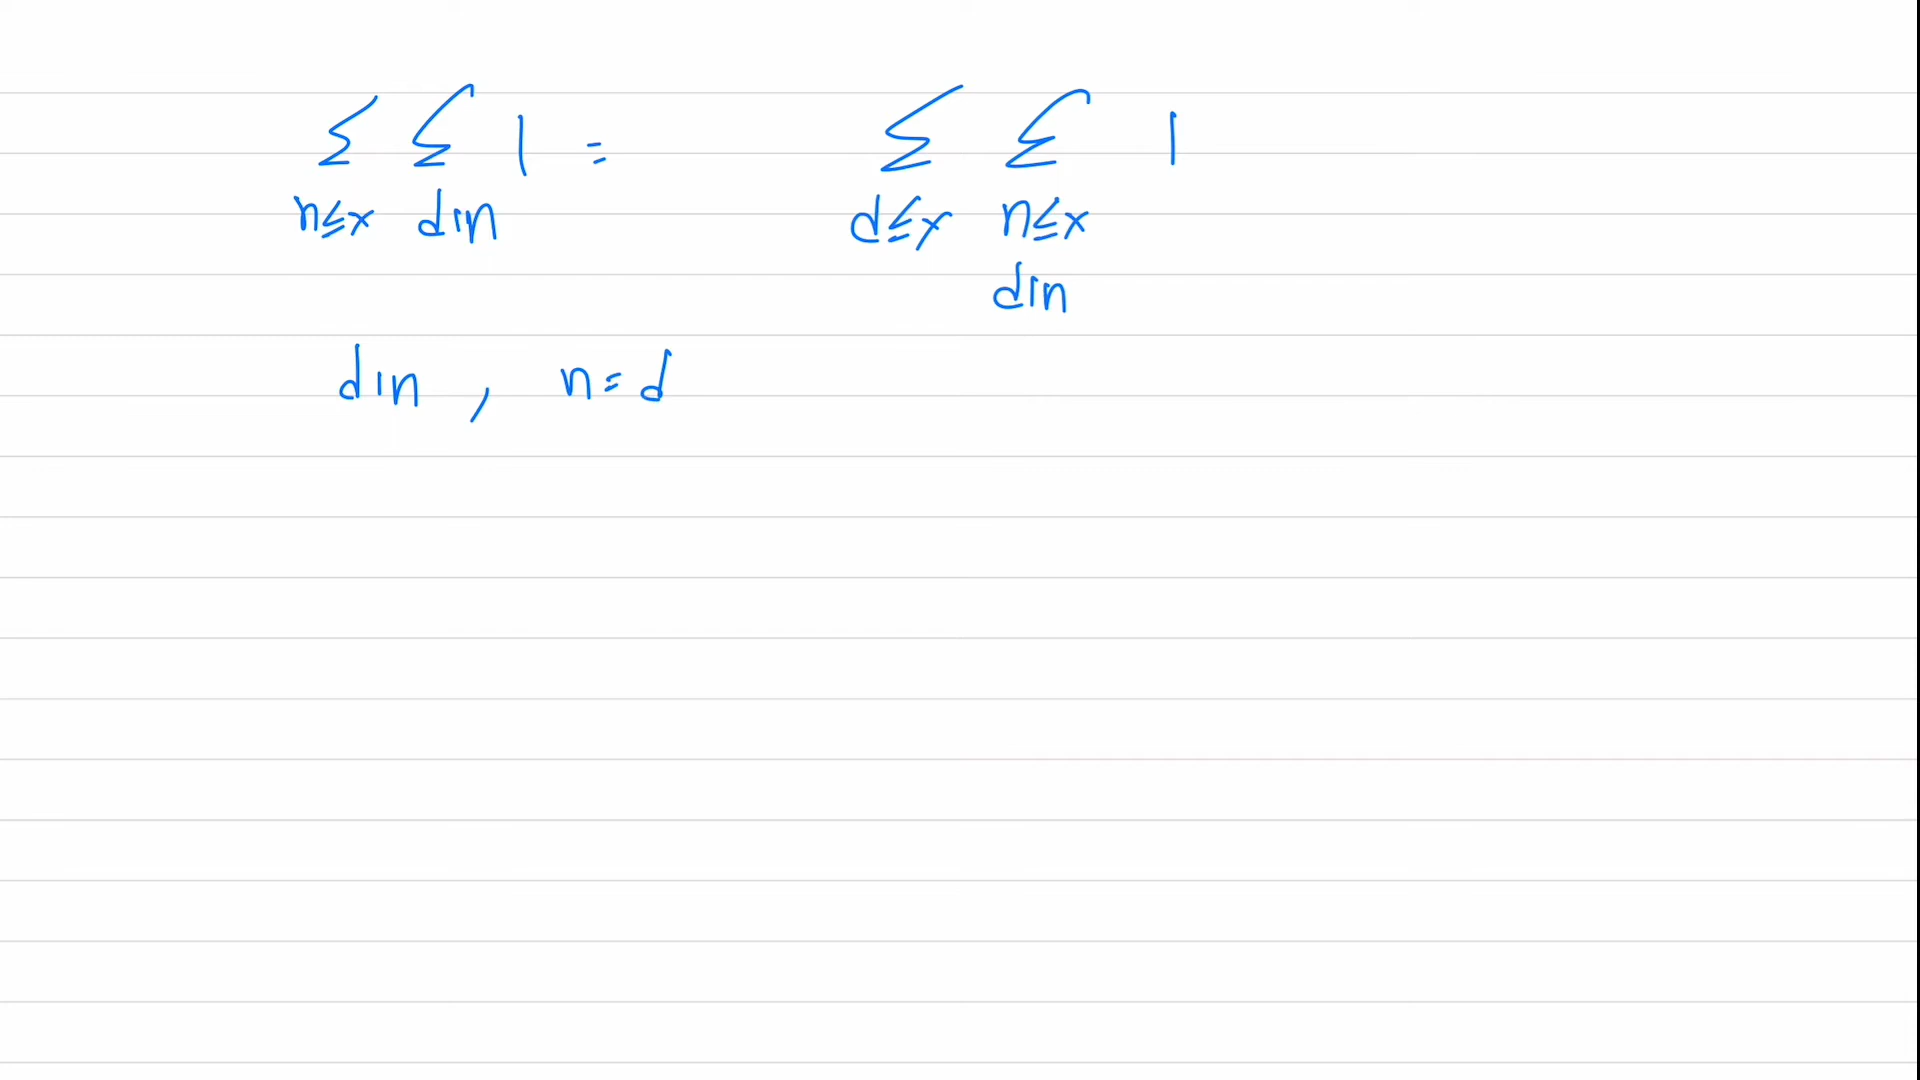 Σ Σ 1 = Σ Σ 1
n≤x d|n d≤x n≤x
d|n
d|n , n=d